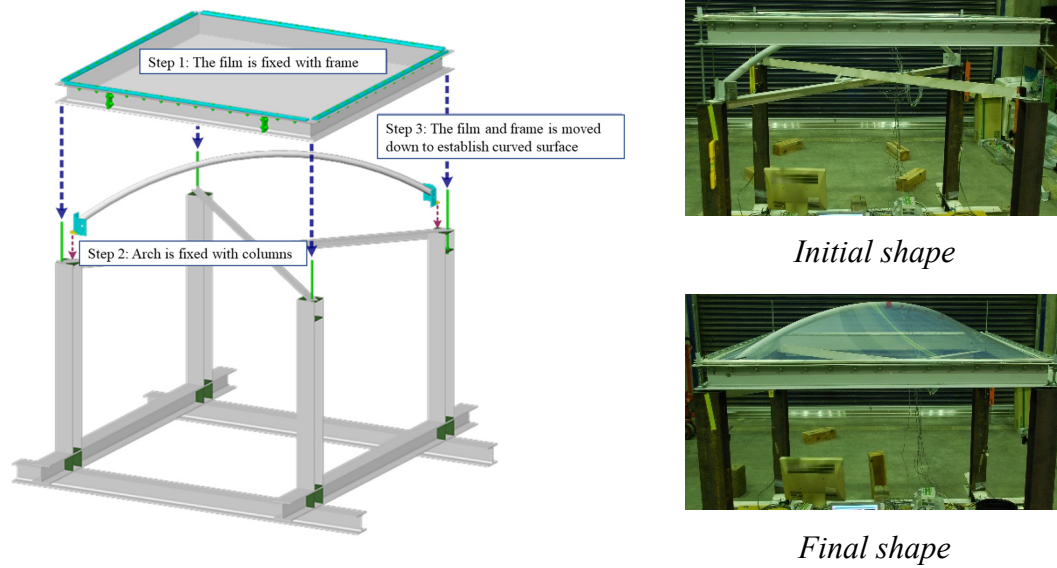 Step 1: The film is fixed with frame
Step 3: The film and frame is moved
down to establish curved surface
Step 2: Arch is fixed with columns
Initial shape
Final shape